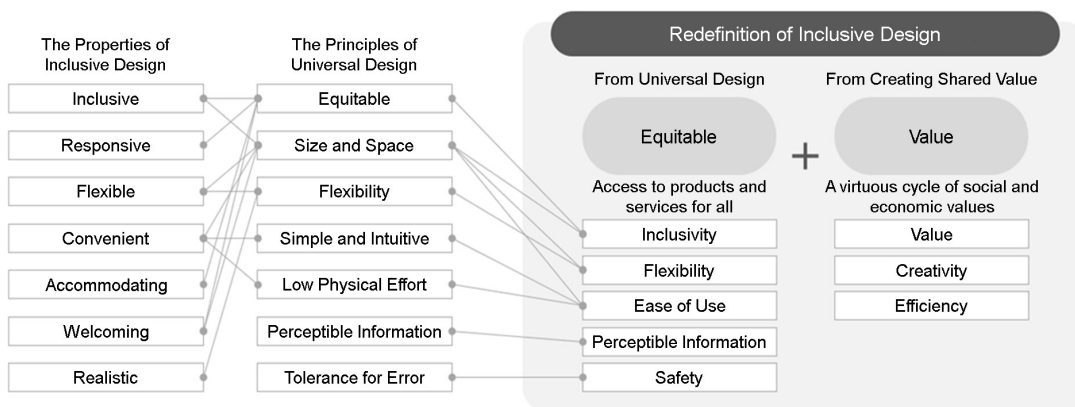 The Properties of
Inclusive Design
Inclusive
Responsive
Flexible
Convenient
Accommodating
Welcoming
Realistic
The Principles of
Universal Design
Equitable
Size and Space
Flexibility
Simple and Intuitive
Low Physical Effort
Perceptible Information
Tolerance for Error
Redefinition of Inclusive Design
From Universal Design
Equitable
Access to products and
services for all
Inclusivity
Flexibility
Ease of Use
Perceptible Information
Safety
+
From Creating Shared Value
Value
A virtuous cycle of social and
economic values
Value
Creativity
Efficiency